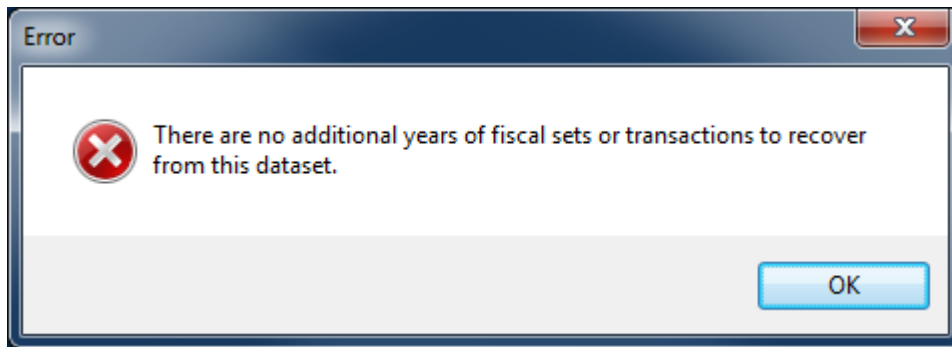 Error
There are no additional years of fiscal sets or transactions to recover
from this dataset.
OK